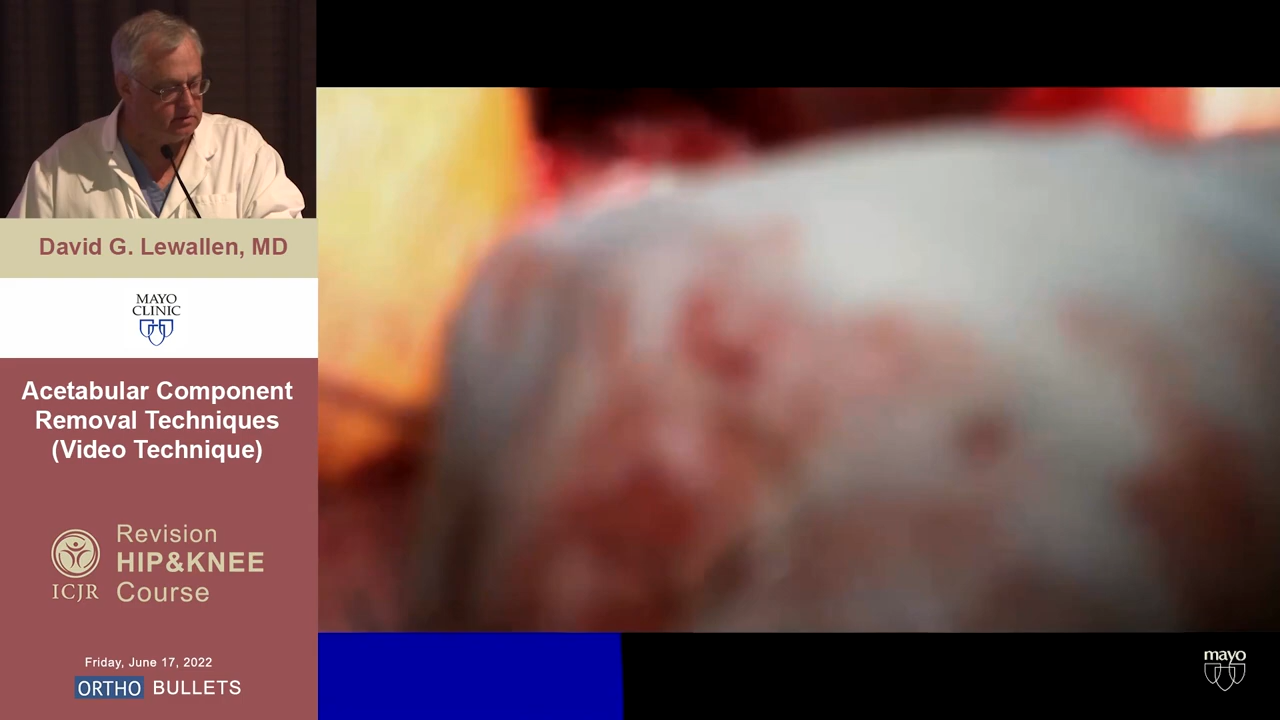 David G. Lewallen, MD
MAYO
CLINIC
Acetabular Component
Removal Techniques
(Video Technique)
Revision
HIP&KNEE
Course
ICJR
Friday, June 17, 2022
ORTHO BULLETS
mayo